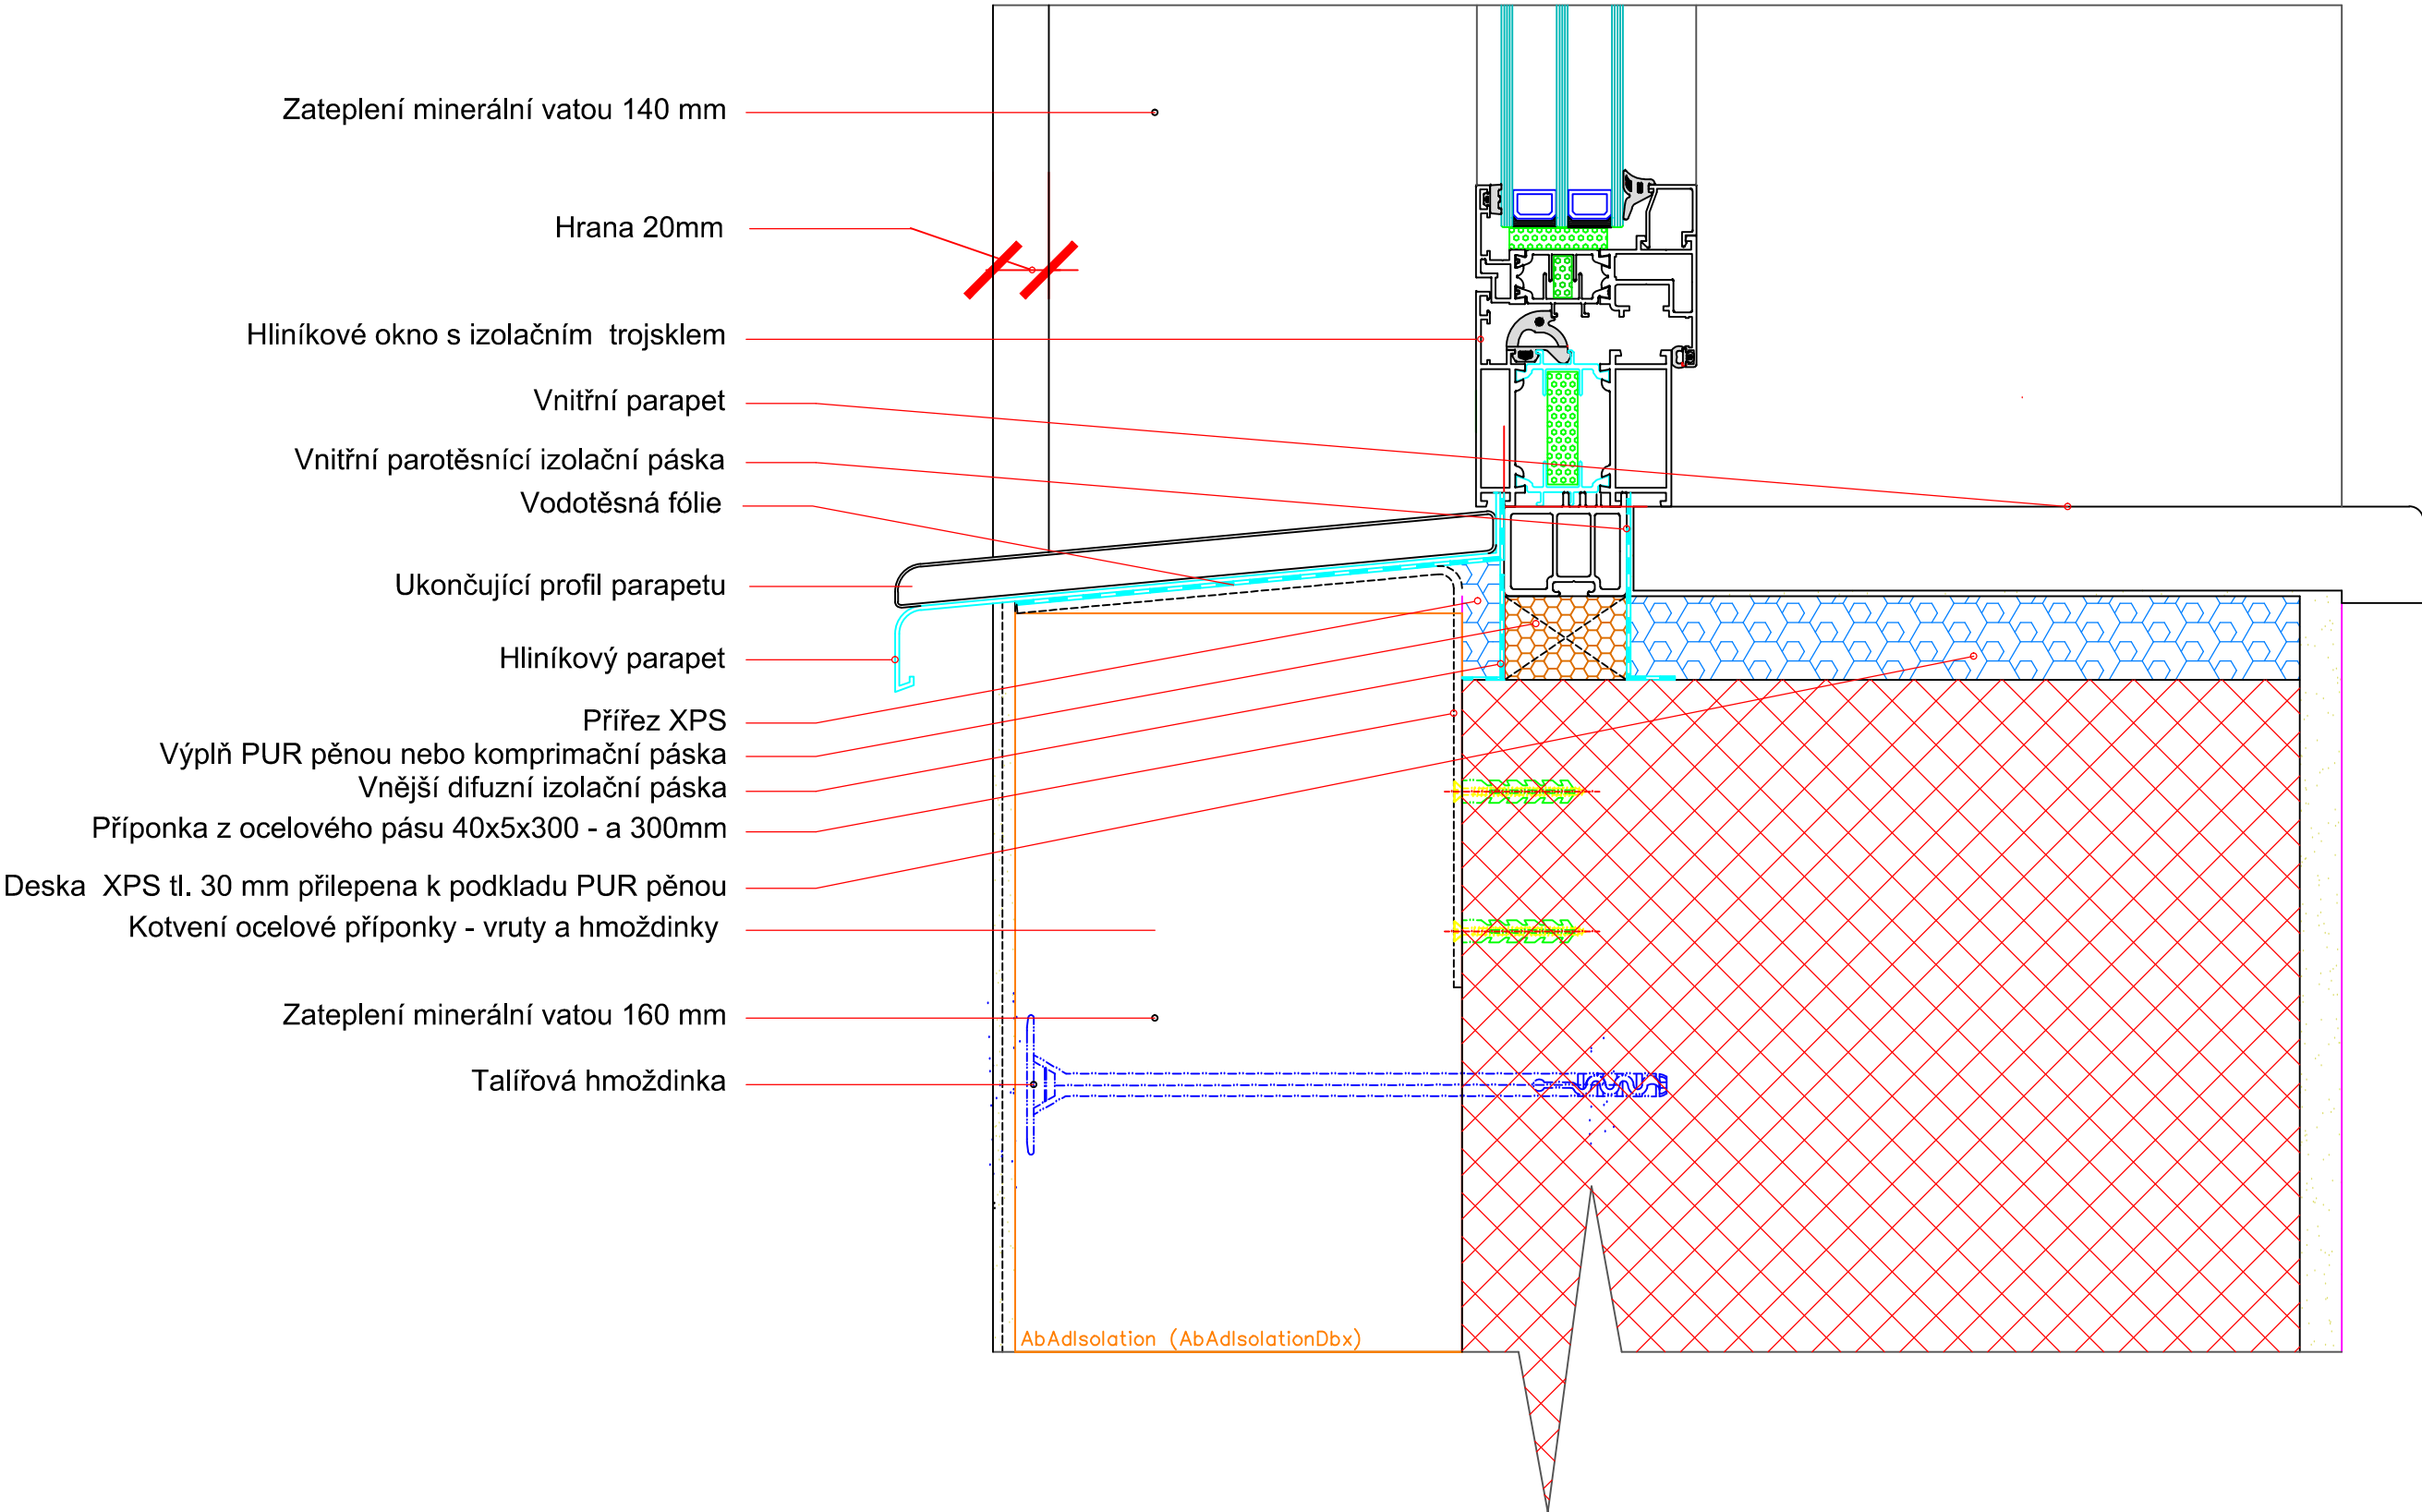 Zateplení minerální vatou 140 mm
Hrana 20mm
Hliníkové okno s izolačním  trojsklem
Vnitřní parapet
Vnitřní parotěsnící izolační páska
Vodotěsná fólie
Ukončující profil parapetu
Hliníkový parapet
Přířez XPS
Výplň PUR pěnou nebo komprimační páska
Vnější difuzní izolační páska
Příponka z ocelového pásu 40x5x300 - a 300mm
Deska  XPS tl. 30 mm přilepena k podkladu PUR pěnou
Kotvení ocelové příponky - vruty a hmoždinky
Zateplení minerální vatou 160 mm
Talířová hmoždinka
AbAdIsolation (AbAdIsolationDbx)